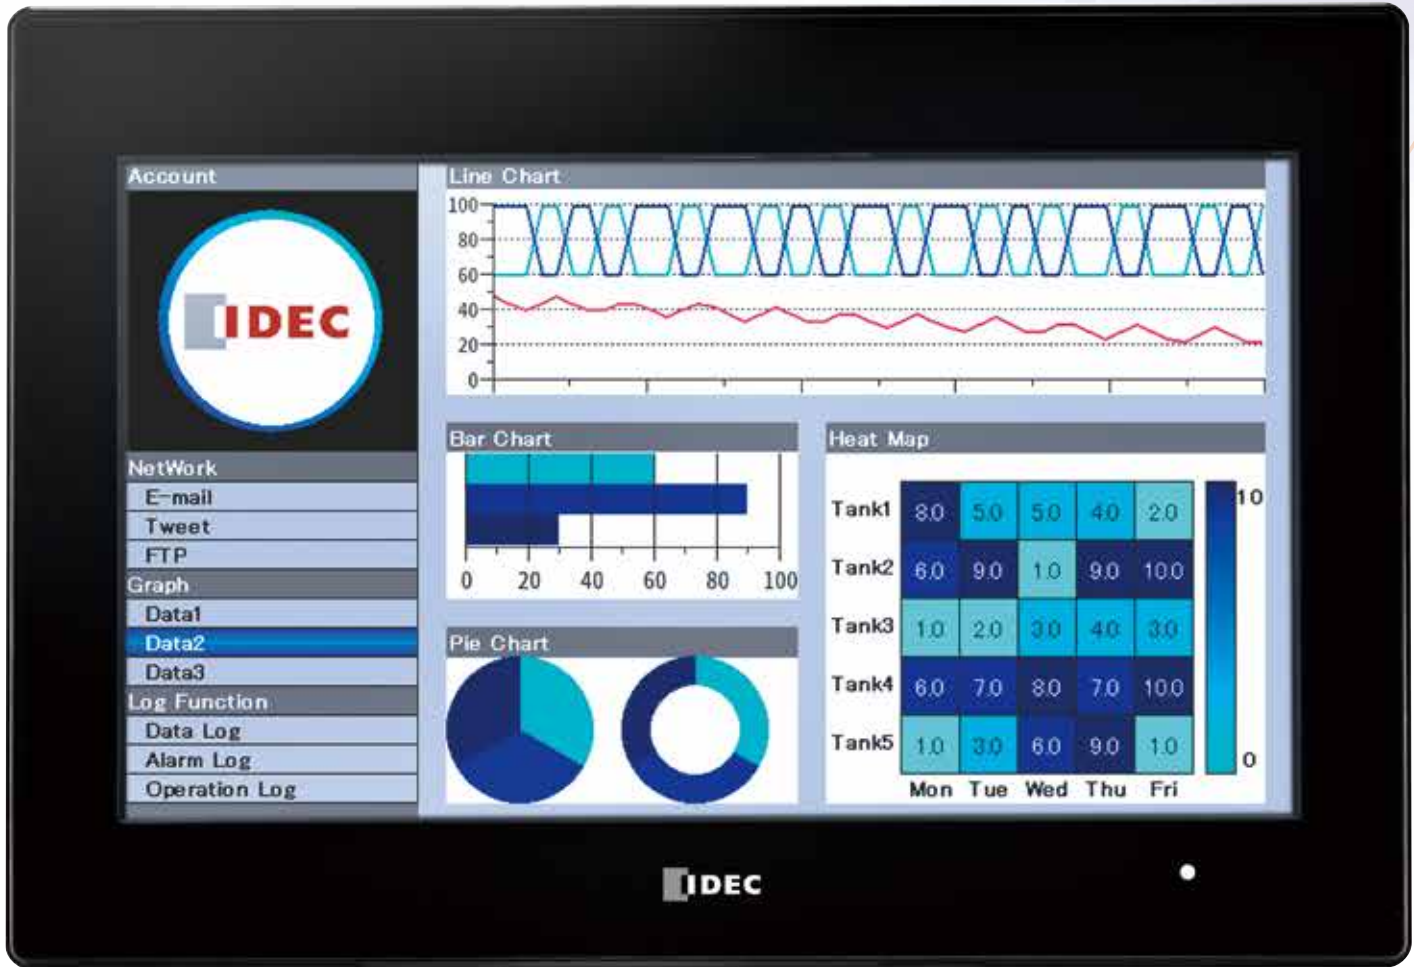 Account
IDEC
NetWork
E-mail
Tweet
FTP
Graph
Data1
Data2
Data3
Log Function
Data Log
Alarm Log
Operation Log
Line Chart
100
80
60
40
20
0
Bar Chart
0 20 40 60 80 100
Pie Chart
Heat Map
Tank1 8.0 5.0 5.0 4.0 2.0
Tank2 6.0 9.0 1.0 9.0 10.0
Tank3 1.0 2.0 3.0 4.0 3.0
Tank4 6.0 7.0 8.0 7.0 10.0
Tank5 1.0 3.0 6.0 9.0 1.0
Mon Tue Wed Thu Fri
10
0
IDEC